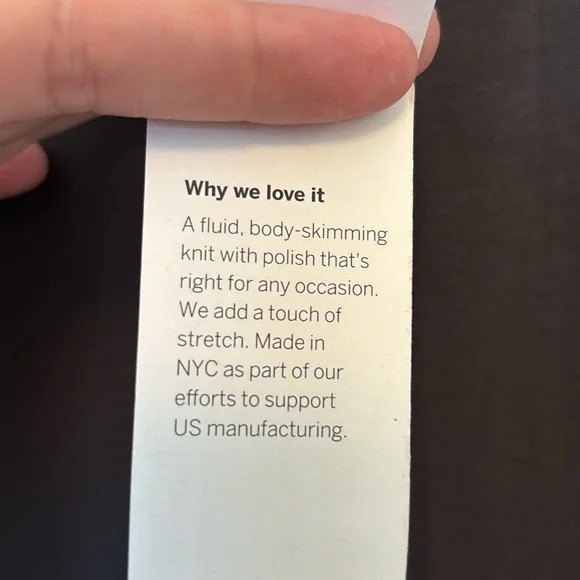 Why we love it
A fluid, body-skimming
knit with polish that's
right for any occasion.
We add a touch of
stretch. Made in
NYC as part of our
efforts to support
US manufacturing.